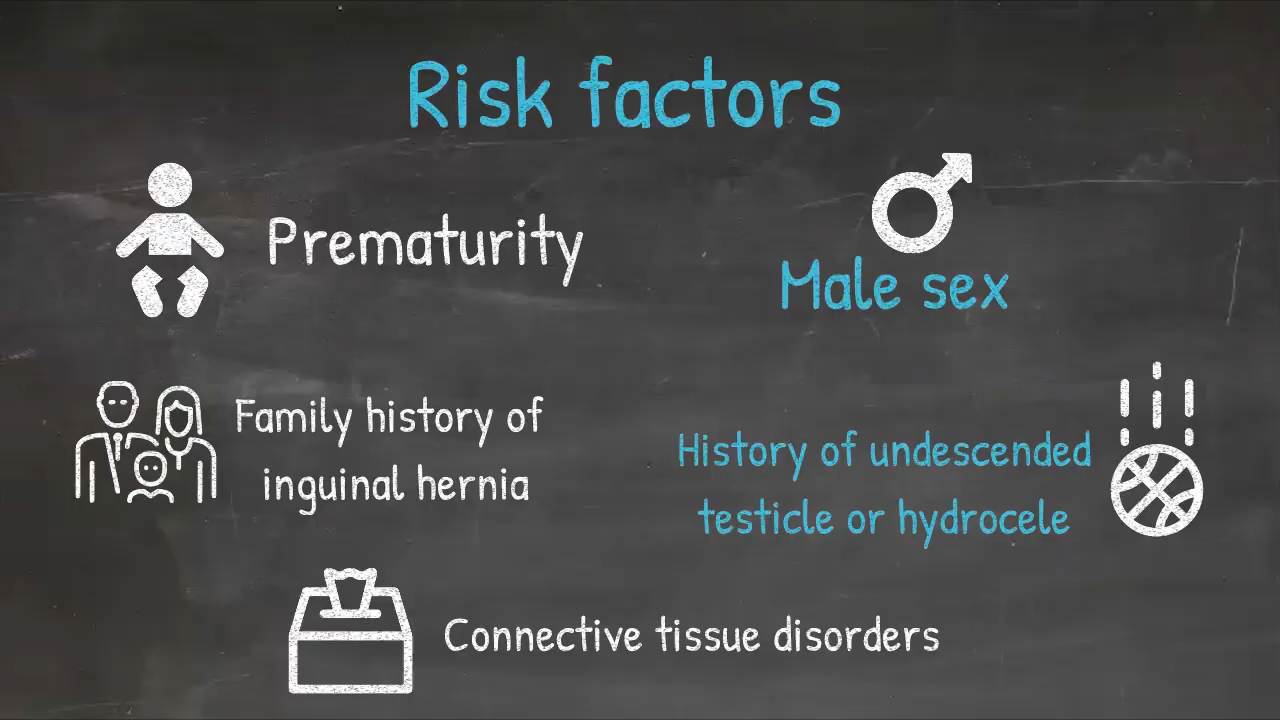 Risk factors
Prematurity
Male sex
Family history of
inguinal hernia
History of undescended
testicle or hydrocele
Connective tissue disorders